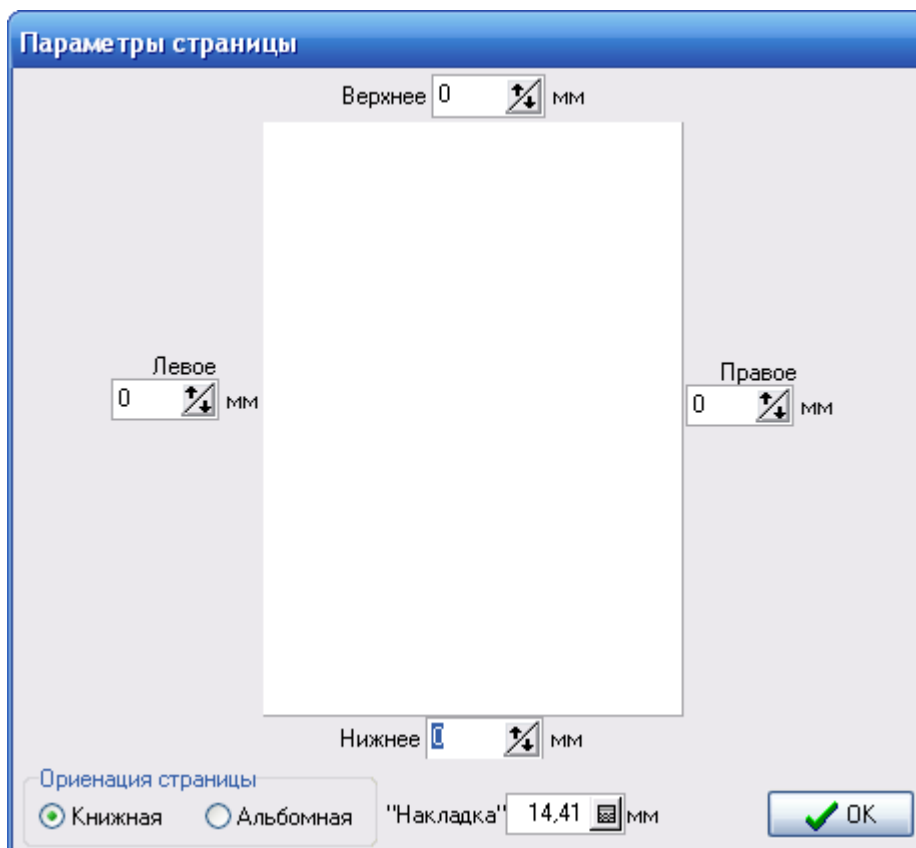 Параметры страницы
Верхнее 0 мм
Левое
0 мм
Правое
0 мм
Нижнее 0 мм
Ориенация страницы
Книжная Альбомная "Накладка" 14,41 мм OK